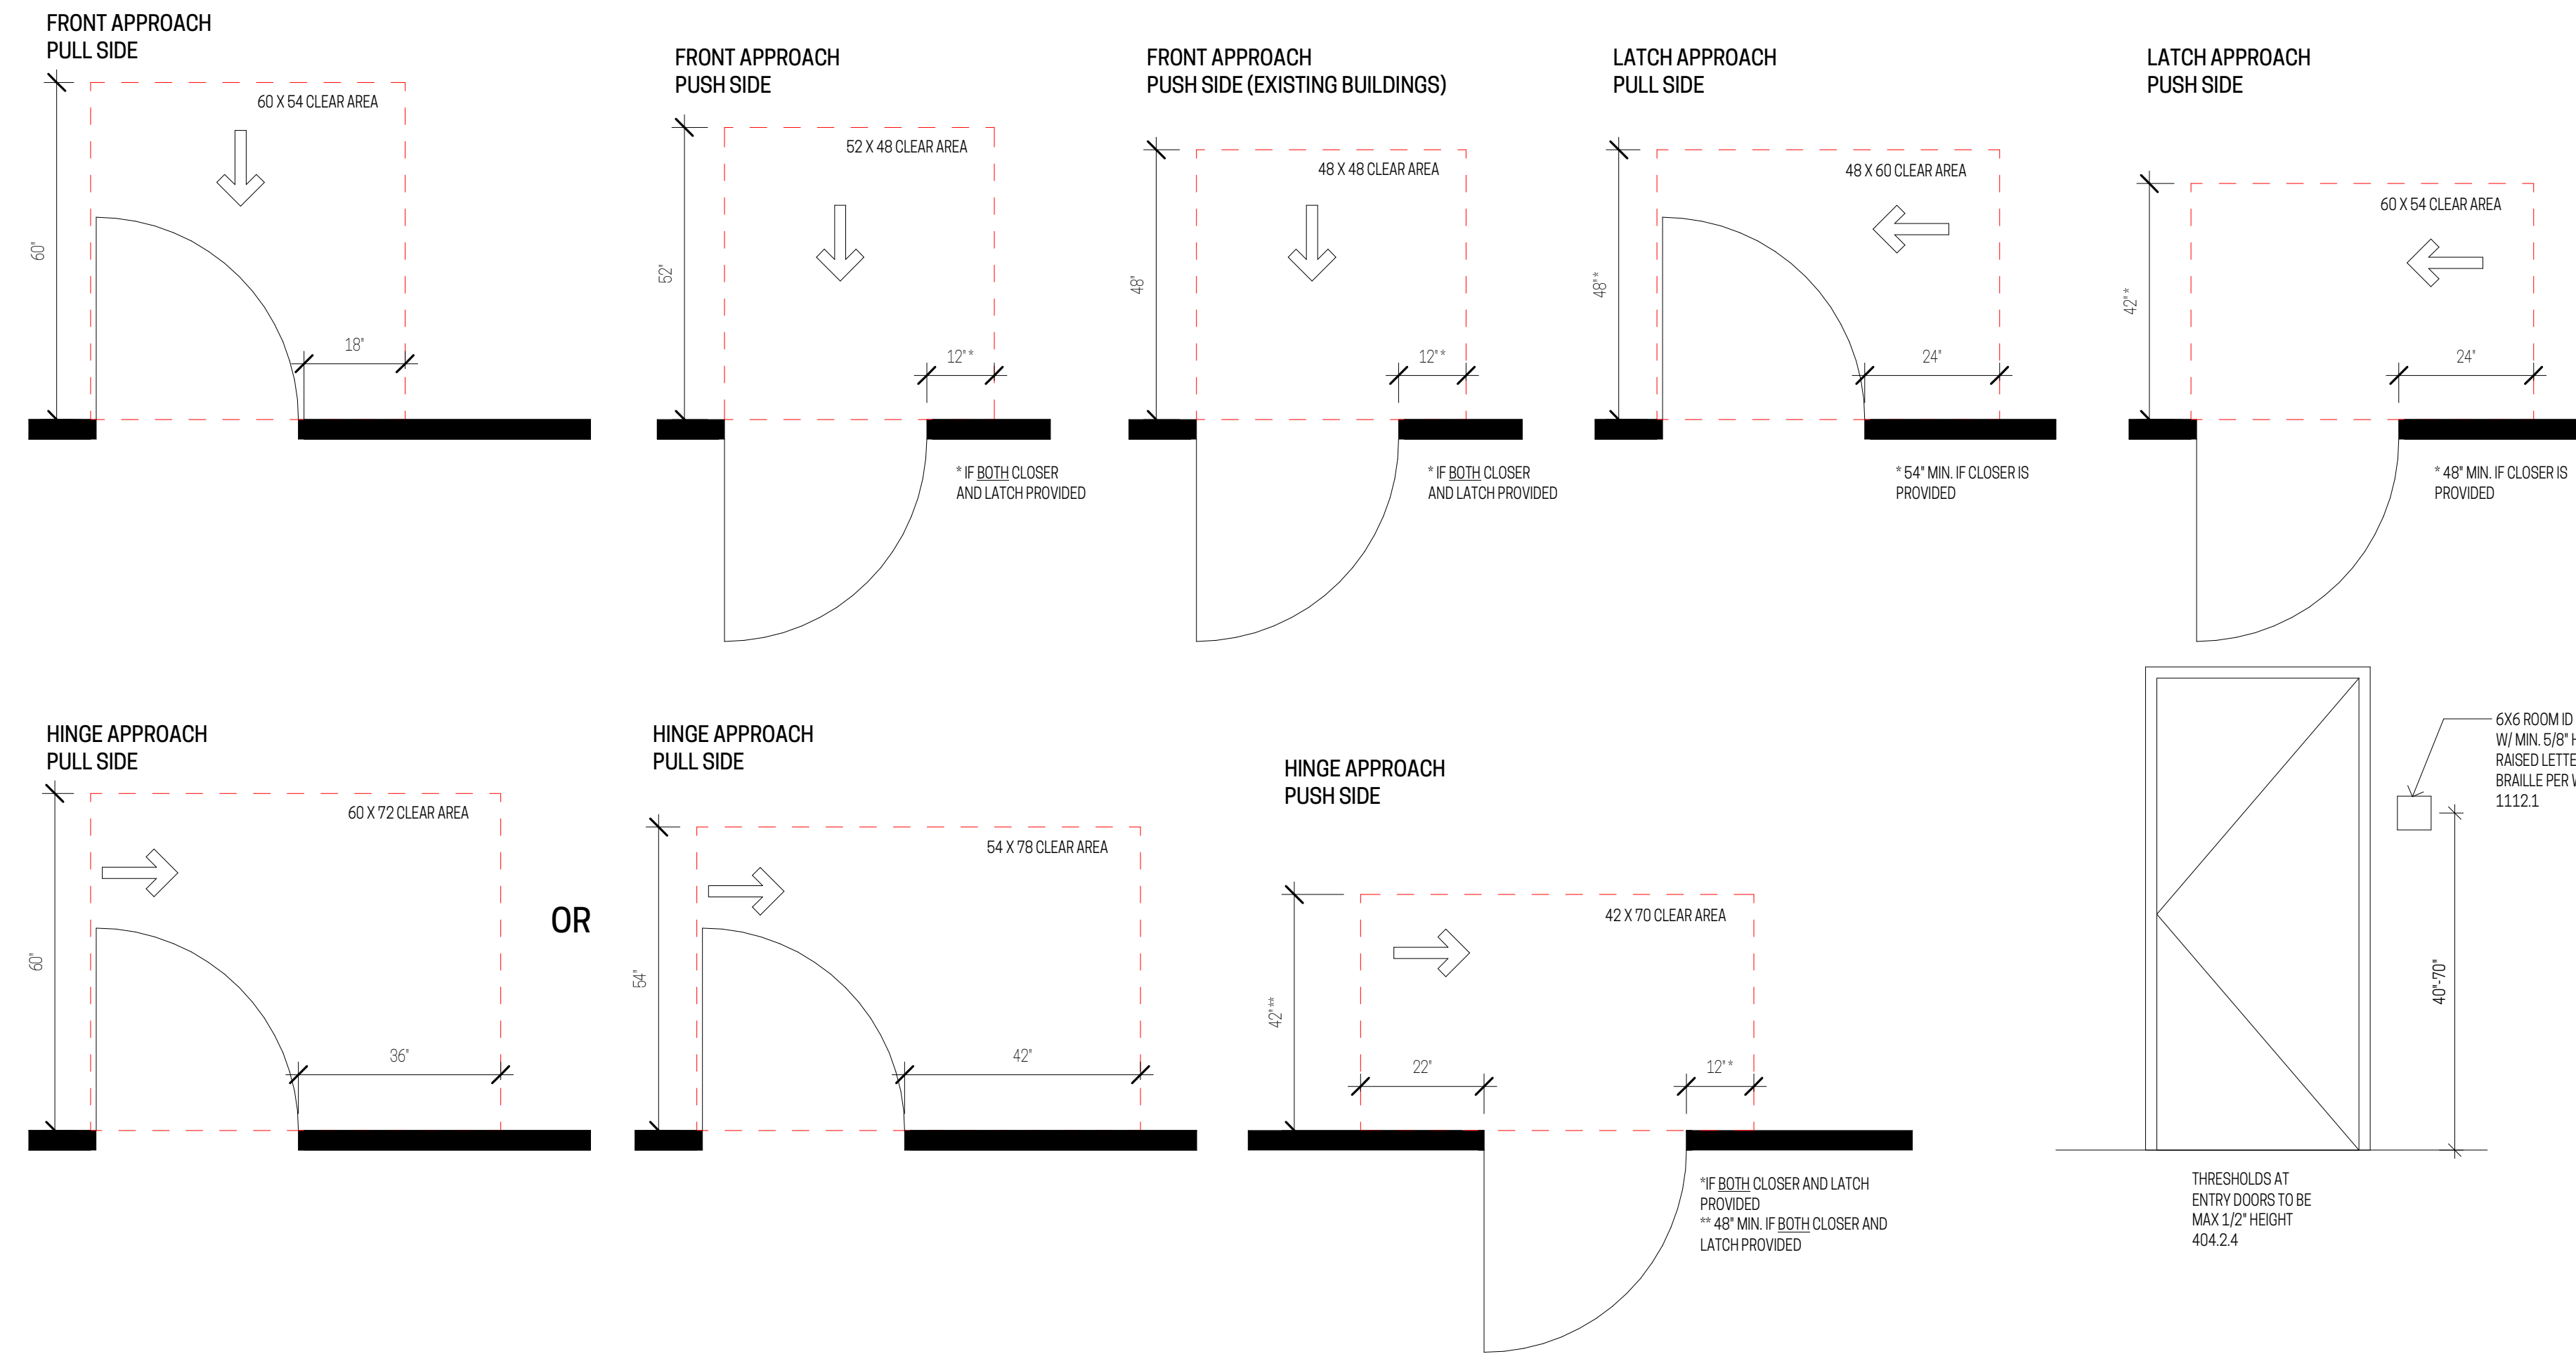 FRONT APPROACH
PULL SIDE
60 X 54 CLEAR AREA
60"
18"
FRONT APPROACH
PUSH SIDE
52 X 48 CLEAR AREA
52"
12"*
* IF BOTH CLOSER
AND LATCH PROVIDED
FRONT APPROACH
PUSH SIDE (EXISTING BUILDINGS)
48 X 48 CLEAR AREA
48"
12"*
* IF BOTH CLOSER
AND LATCH PROVIDED
LATCH APPROACH
PULL SIDE
48 X 60 CLEAR AREA
48"*
24"
* 54" MIN. IF CLOSER IS
PROVIDED
LATCH APPROACH
PUSH SIDE
60 X 54 CLEAR AREA
42"*
24"
* 48" MIN. IF CLOSER IS
PROVIDED
HINGE APPROACH
PULL SIDE
60 X 72 CLEAR AREA
60"
36"
OR
HINGE APPROACH
PULL SIDE
54 X 78 CLEAR AREA
54"
42"
HINGE APPROACH
PUSH SIDE
42 X 70 CLEAR AREA
42"**
22"
12"*
*IF BOTH CLOSER AND LATCH
PROVIDED
** 48" MIN. IF BOTH CLOSER AND
LATCH PROVIDED
6X6 ROOM ID
W/ MIN. 5/8"
RAISED
BRAILLE PER
1112.1
40"-70"
THRESHOLDS AT
ENTRY DOORS TO BE
MAX 1/2" HEIGHT
404.2.4